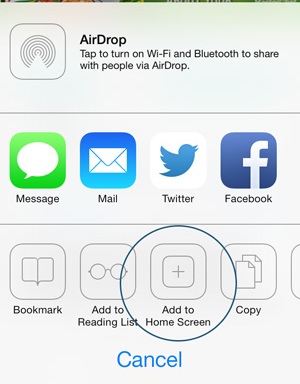 AirDrop
Tap to turn on Wi-Fi and Bluetooth to share
with people via AirDrop.
Message
Mail
Twitter
Facebook
Bookmark
Add to
Reading List
Add to
Home Screen
Copy
Cancel